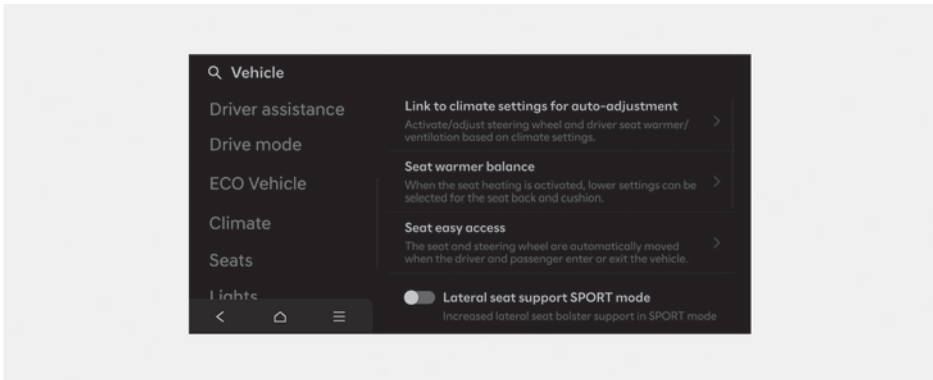 Vehicle
Driver assistance
Drive mode
ECO Vehicle
Climate
Seats
Lights
Link to climate settings for auto-adjustment
Activate/adjust steering wheel and driver seat warmer/
ventilation based on climate settings.
Seat warmer balance
When the seat heating is activated, lower settings can be
selected for the seat back and cushion.
Seat easy access
The seat and steering wheel are automatically moved
when the driver and passenger enter or exit the vehicle.
Lateral seat support SPORT mode
Increased lateral seat bolster support in SPORT mode